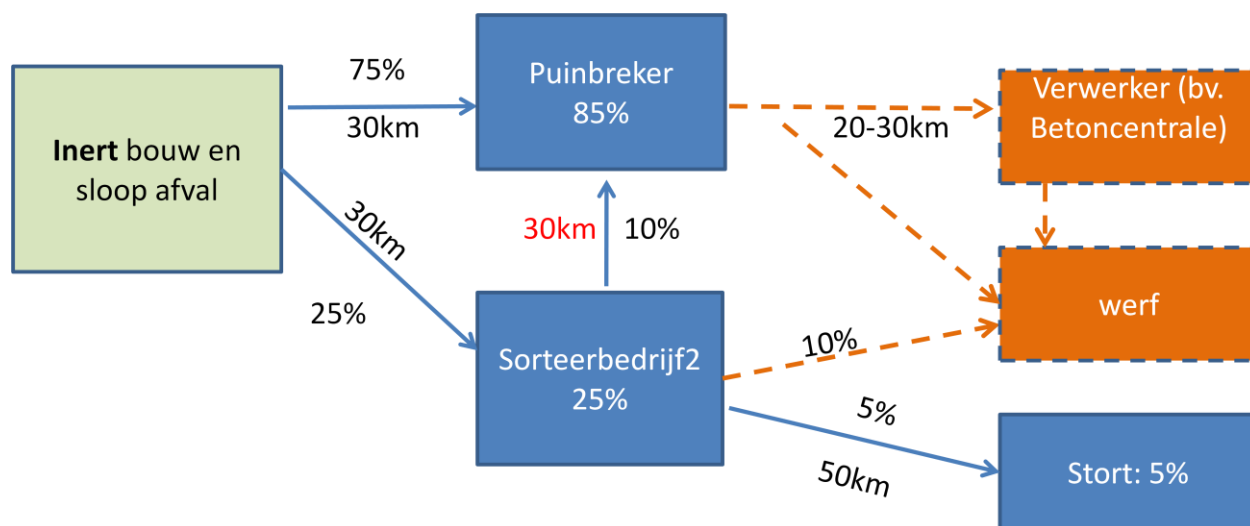 Inert bouw en
sloop afval
75%
30km
30km
25%
Puinbreker
85%
30km
10%
Sorteerbedrijf2
25%
20-30km
10%
5%
50km
Verwerker (bv.
Betoncentrale)
werf
Stort: 5%